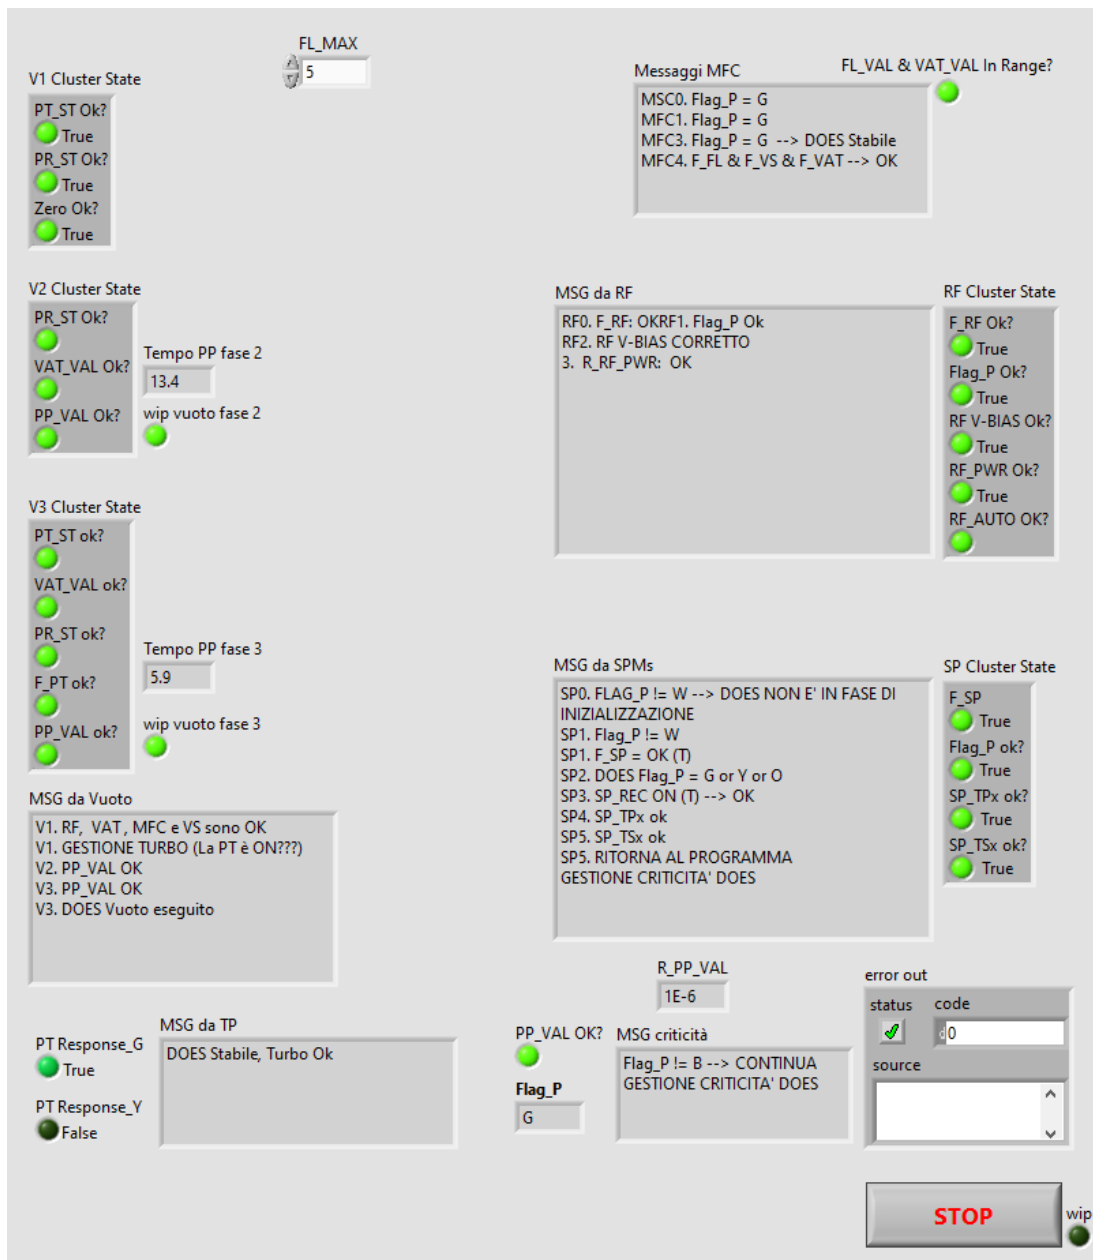 FL_MAX
5
V1 Cluster State
PT_ST Ok?
True
PR_ST Ok?
True
Zero Ok?
True
Messaggi MFC
MSC0. Flag_P = G
MFC1. Flag_P = G
MFC3. Flag_P = G --> DOES Stabile
MFC4. F_FL & F_VS & F_VAT --> OK
FL_VAL & VAT_VAL In Range?
V2 Cluster State
PR_ST Ok?
VAT_VAL Ok?
PP_VAL Ok?
Tempo PP fase 2
13.4
wip vuoto fase 2
MSG da RF
RF0. F_RF: OKRF1. Flag_P Ok
RF2. RF V-BIAS CORRETTO
3. R_RF_PWR: OK
RF Cluster State
F_RF Ok?
True
Flag_P Ok?
True
RF V-BIAS Ok?
True
RF_PWR Ok?
True
RF_AUTO OK?
V3 Cluster State
PT_ST ok?
VAT_VAL ok?
PR_ST ok?
F_PT ok?
PP_VAL ok?
Tempo PP fase 3
5.9
wip vuoto fase 3
MSG da SPMs
SP0. FLAG_P != W --> DOES NON E' IN FASE DI
INIZIALIZZAZIONE
SP1. Flag_P != W
SP1. F_SP = OK (T)
SP2. DOES Flag_P = G or Y or O
SP3. SP_REC ON (T) --> OK
SP4. SP_TPx ok
SP5. SP_TSx ok
SP5. RITORNA AL PROGRAMMA
GESTIONE CRITICITA' DOES
SP Cluster State
F_SP
True
Flag_P ok?
True
SP_TPx ok?
True
SP_TSx ok?
True
MSG da Vuoto
V1. RF, VAT , MFC e VS sono OK
V1. GESTIONE TURBO (La PT è ON???)
V2. PP_VAL OK
V3. PP_VAL OK
V3. DOES Vuoto eseguito
PT Response_G
True
PT Response_Y
False
MSG da TP
DOES Stabile, Turbo Ok
R_PP_VAL
1E-6
PP_VAL OK?
Flag_P
G
MSG criticità
Flag_P != B --> CONTINUA
GESTIONE CRITICITA' DOES
error out
status
code
d0
source
STOP
wip